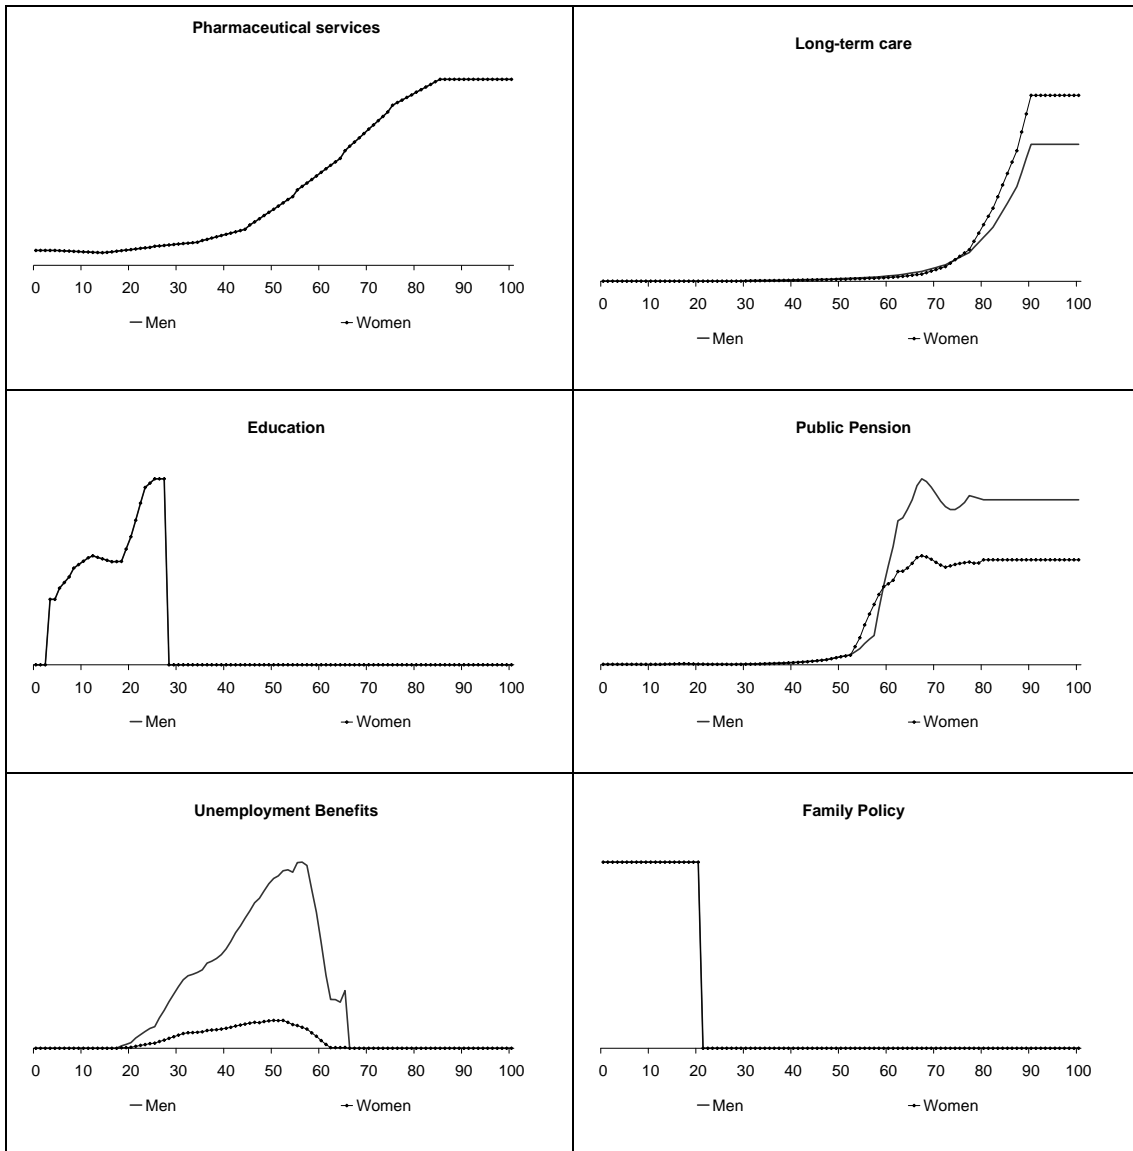 Pharmaceutical services
0 10 20 30 40 50 60 70 80 90 100
Men Women
Long-term care
0 10 20 30 40 50 60 70 80 90 100
Men Women
Education
0 10 20 30 40 50 60 70 80 90 100
Men Women
Public Pension
0 10 20 30 40 50 60 70 80 90 100
Men Women
Unemployment Benefits
0 10 20 30 40 50 60 70 80 90 100
Men Women
Family Policy
0 10 20 30 40 50 60 70 80 90 100
Men Women